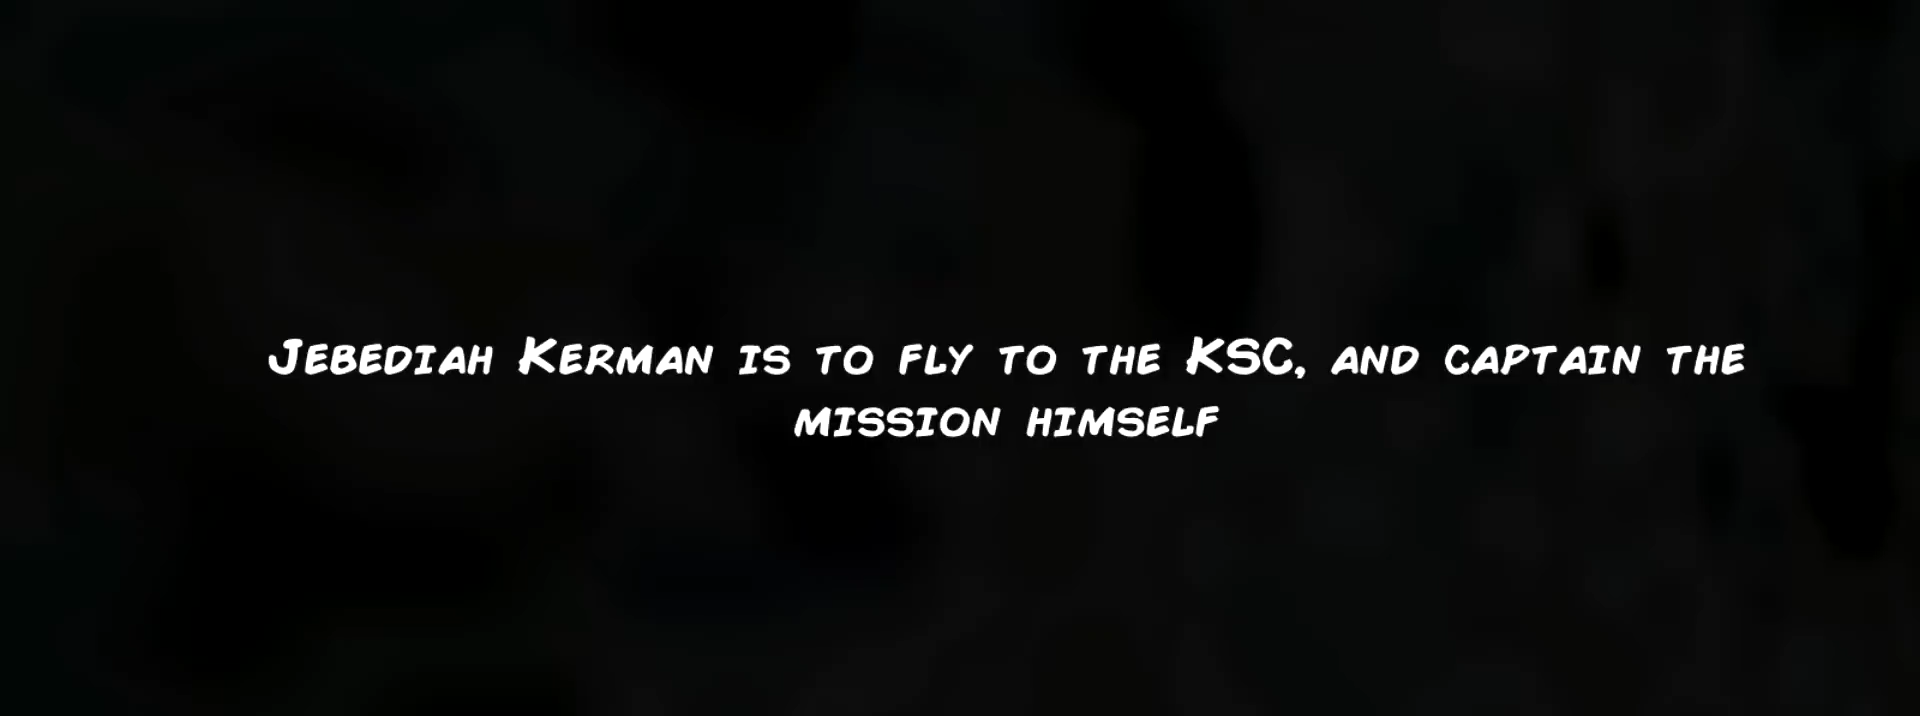 Jebediah Kerman is to fly to the KSC, and captain the
mission himself